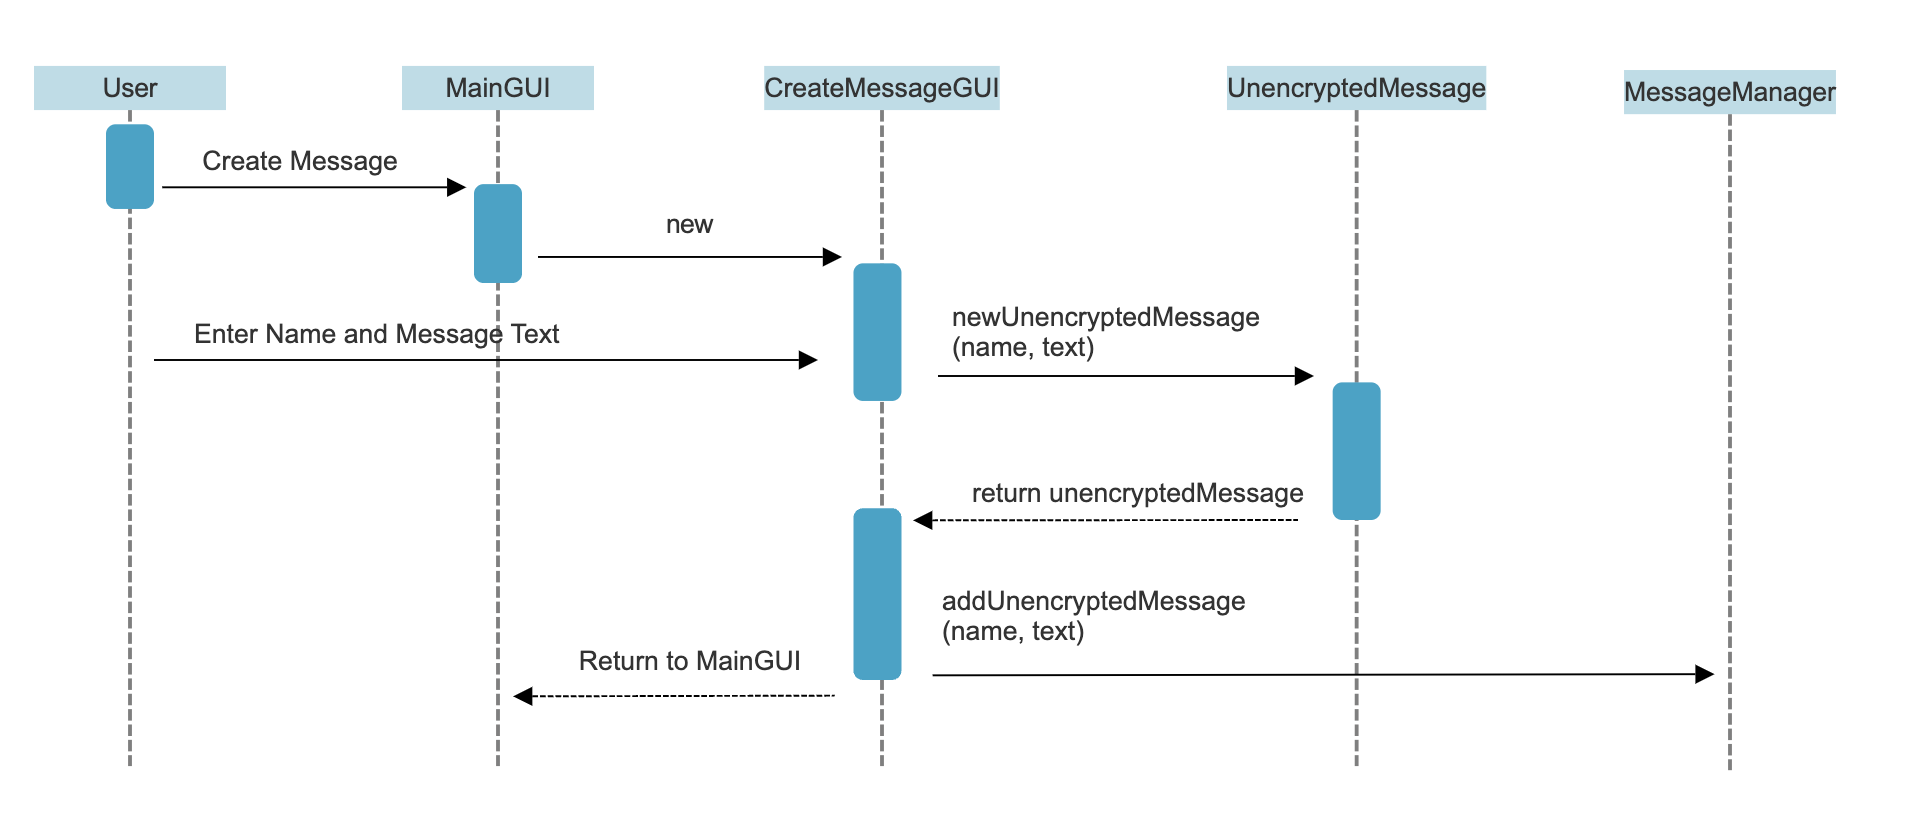 User
MainGUI
CreateMessageGUI
UnencryptedMessage
MessageManager
Create Message
new
Enter Name and Message Text
newUnencryptedMessage
(name, text)
return unencryptedMessage
addUnencryptedMessage
(name, text)
Return to MainGUI